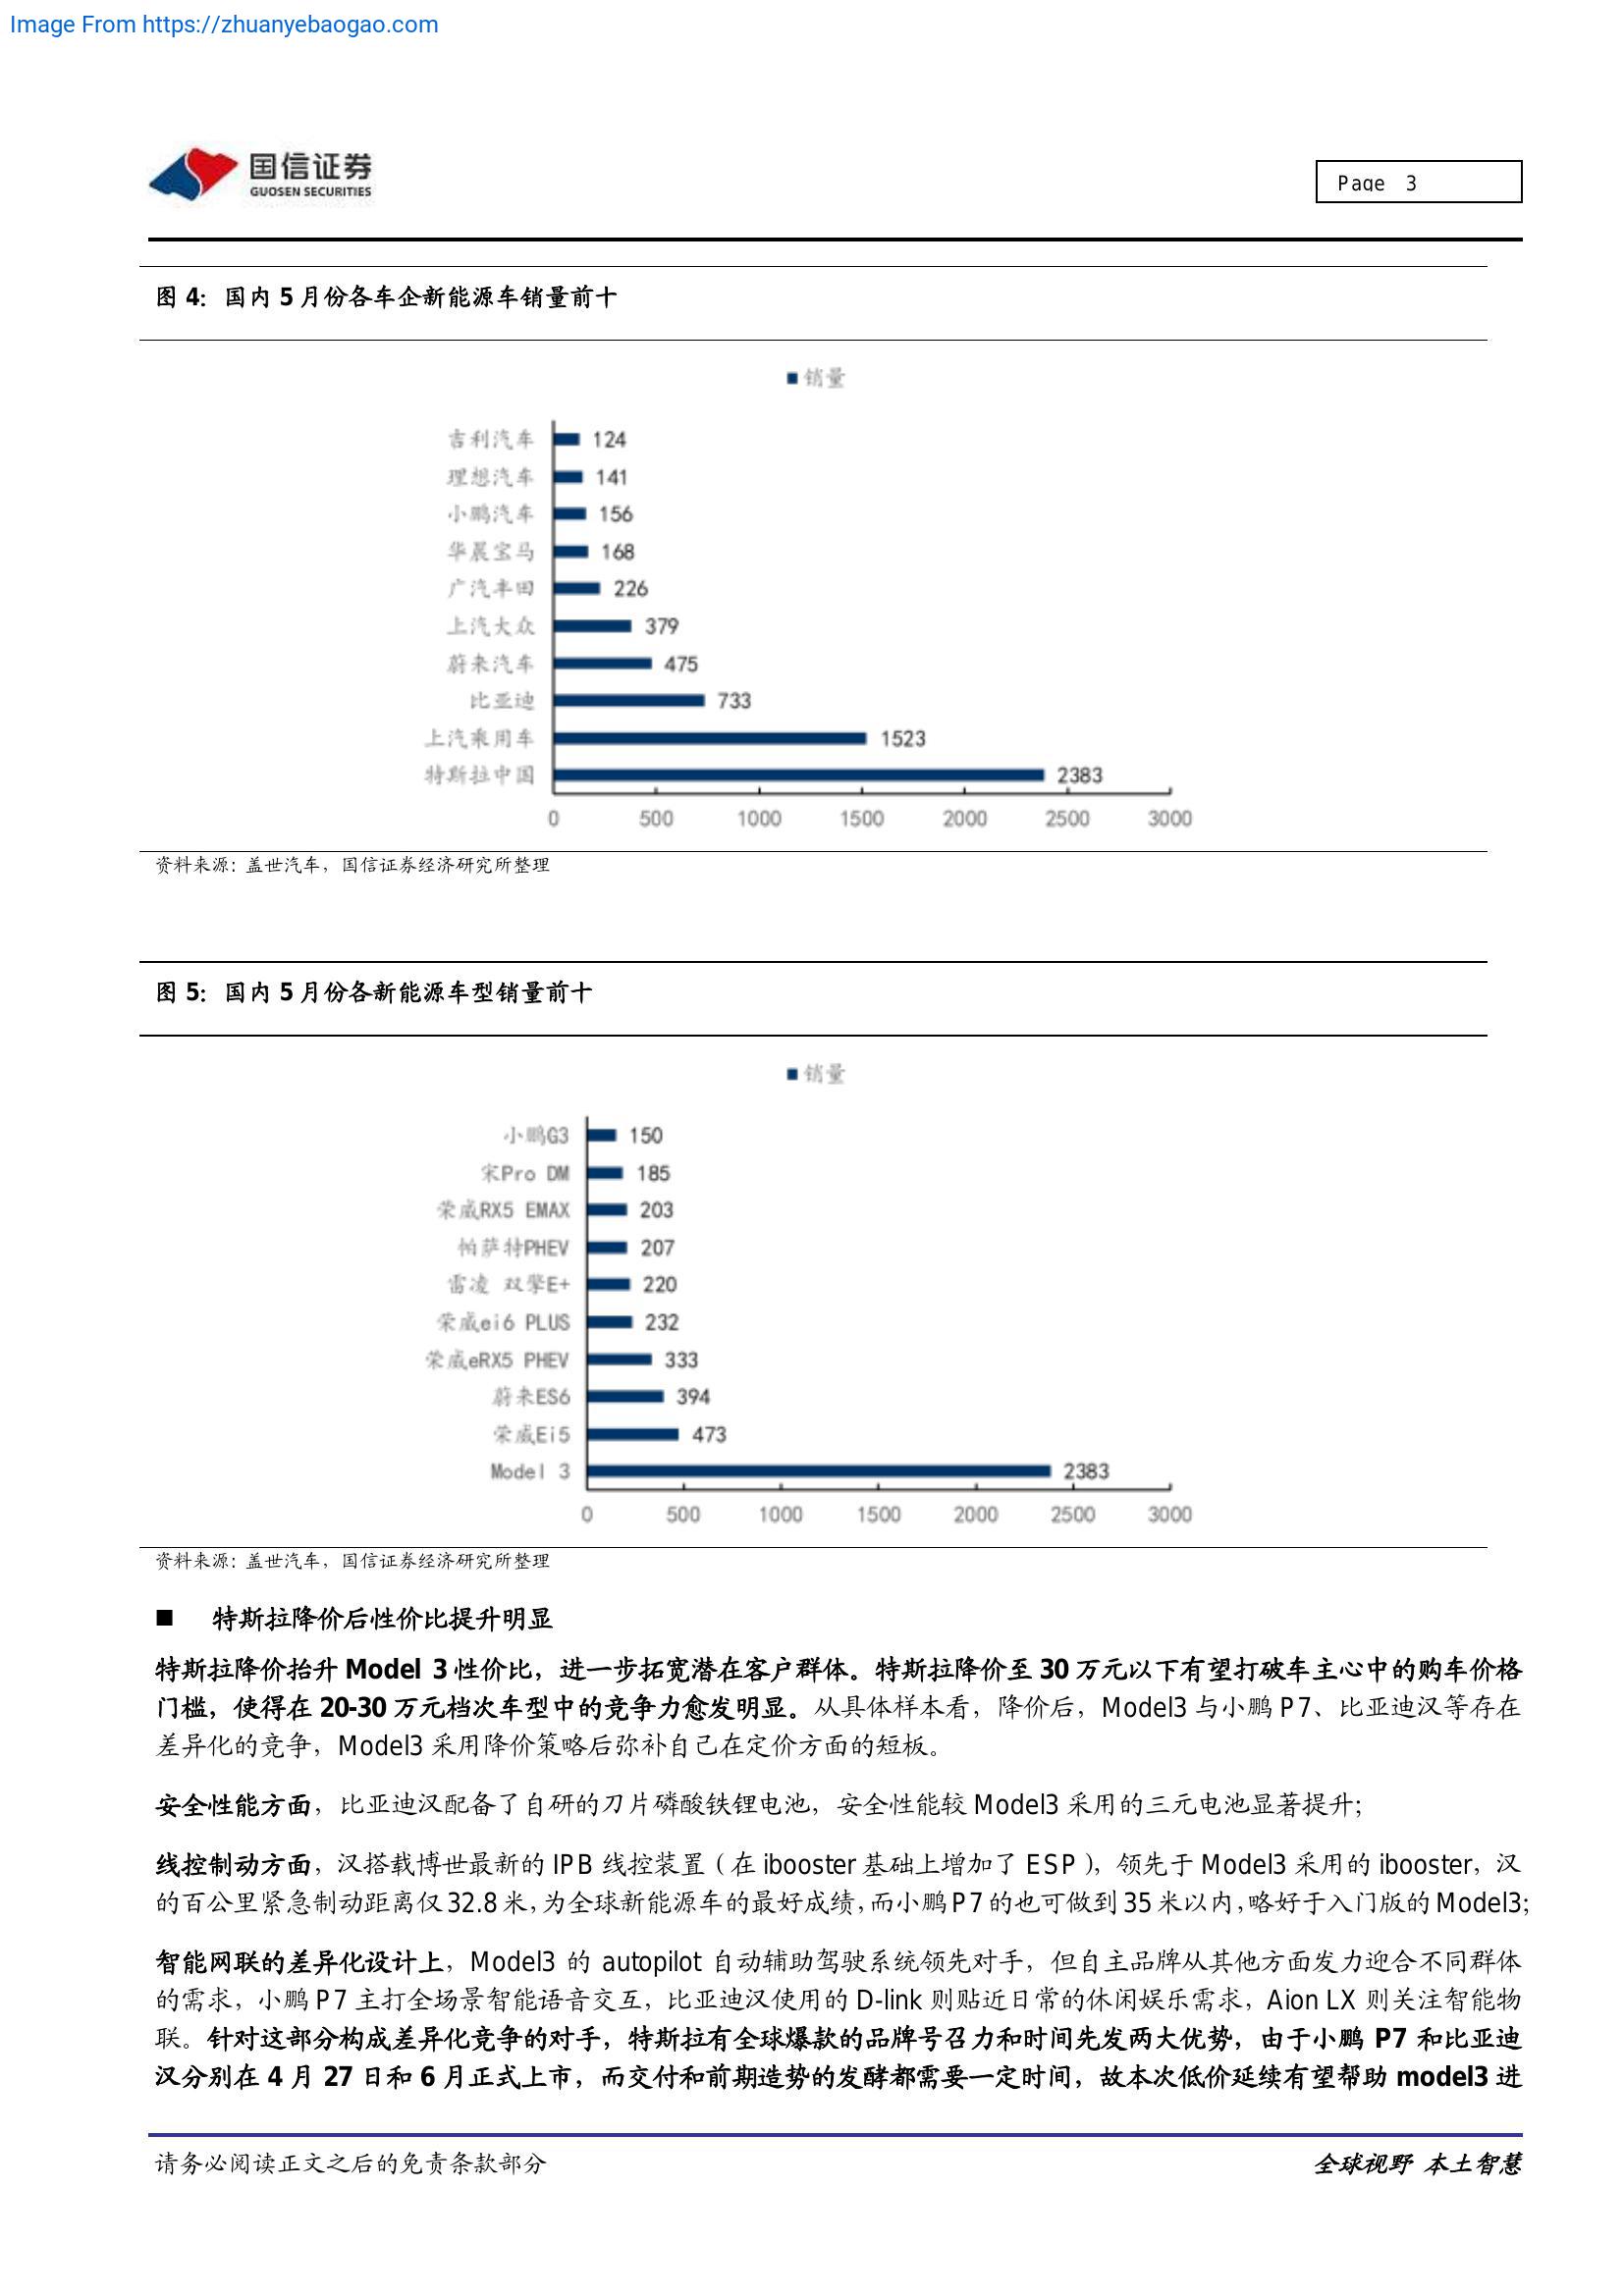 Image From https://zhuanyebaogao.com
国信证券
GUOSEN SECURITIES
Page 3
图 4: 国内 5 月份各车企新能源车销量前十
销量
吉利汽车 124
理想汽车 141
小鹏汽车 156
华晨宝马 168
广汽丰田 226
上汽大众 379
蔚来汽车 475
比亚迪 733
上汽乘用车 1523
特斯拉中国 2383
0 500 1000 1500 2000 2500 3000
资料来源: 盖世汽车，国信证券经济研究所整理
图 5: 国内 5 月份各新能源车型销量前十
销量
小鹏G3 150
宋Pro DM 185
荣威RX5 EMAX 203
帕萨特PHEV 207
雷凌 双擎E+ 220
荣威ei6 PLUS 232
荣威eRX5 PHEV 333
蔚来ES6 394
荣威Ei5 473
Model 3 2383
0 500 1000 1500 2000 2500 3000
资料来源: 盖世汽车，国信证券经济研究所整理
■ 特斯拉降价后性价比提升明显
特斯拉降价抬升 Model 3 性价比，进一步拓宽潜在客户群体。特斯拉降价至 30 万元以下有望打破车主心中的购车价格
门槛，使得在 20-30 万元档次车型中的竞争力愈发明显。从具体样本看，降价后，Model3 与小鹏 P7、比亚迪汉等存在
差异化的竞争，Model3 采用降价策略后弥补自己在定价方面的短板。
安全性能方面，比亚迪汉配备了自研的刀片磷酸铁锂电池，安全性能较 Model3 采用的三元电池显著提升；
线控制动方面，汉搭载博世最新的 IPB 线控装置（在 ibooster 基础上增加了 ESP），领先于 Model3 采用的 ibooster，汉
的百公里紧急制动距离仅 32.8 米，为全球新能源车的最好成绩，而小鹏 P7 的也可做到 35 米以内，略好于入门版的 Model3；
智能网联的差异化设计上，Model3 的 autopilot 自动辅助驾驶系统领先对手，但自主品牌从其他方面发力迎合不同群体
的需求，小鹏 P7 主打全场景智能语音交互，比亚迪汉使用的 D-link 则贴近日常的休闲娱乐需求，Aion LX 则关注智能物
联。针对这部分构成差异化竞争的对手，特斯拉有全球爆款的品牌号召力和时间先发两大优势，由于小鹏 P7 和比亚迪
汉分别在 4 月 27 日和 6 月正式上市，而交付和前期造势的发酵都需要一定时间，故本次低价延续有望帮助 model3 进
请务必阅读正文之后的免责条款部分
全球视野 本土智慧